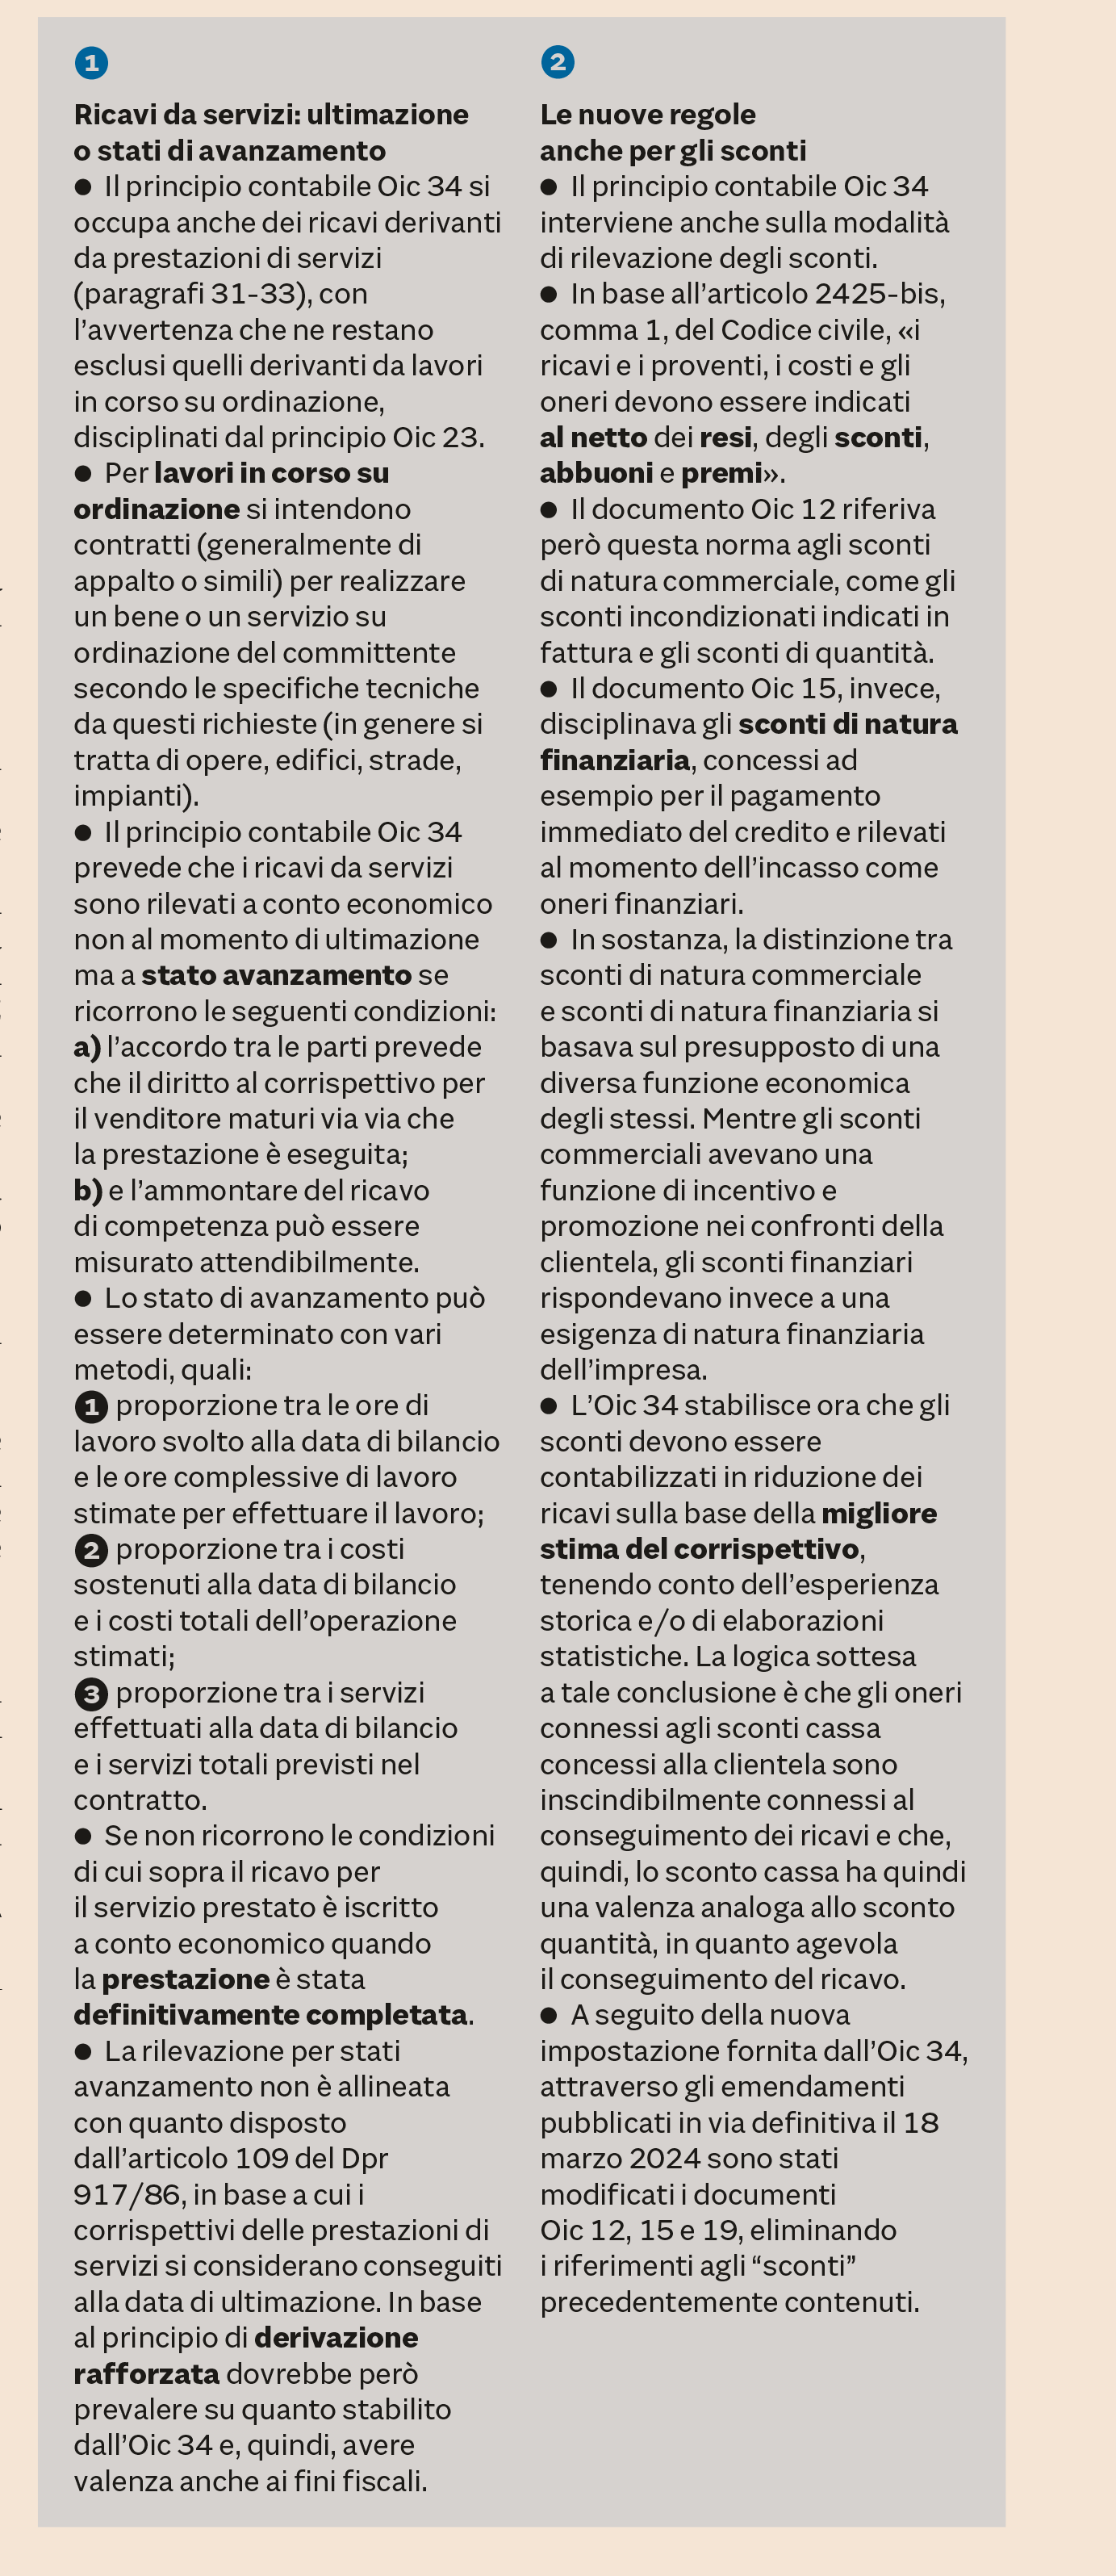 1
Ricavi da servizi: ultimazione
o stati di avanzamento
● Il principio contabile Oic 34 si
occupa anche dei ricavi derivanti
da prestazioni di servizi
(paragrafi 31-33), con
l’avvertenza che ne restano
esclusi quelli derivanti da lavori
in corso su ordinazione,
disciplinati dal principio Oic 23.
● Per lavori in corso su
ordinazione si intendono
contratti (generalmente di
appalto o simili) per realizzare
un bene o un servizio su
ordinazione del committente
secondo le specifiche tecniche
da questi richieste (in genere si
tratta di opere, edifici, strade,
impianti).
● Il principio contabile Oic 34
prevede che i ricavi da servizi
sono rilevati a conto economico
non al momento di ultimazione
ma a stato avanzamento se
ricorrono le seguenti condizioni:
a) l’accordo tra le parti prevede
che il diritto al corrispettivo per
il venditore maturi via via che
la prestazione è eseguita;
b) e l’ammontare del ricavo
di competenza può essere
misurato attendibilmente.
● Lo stato di avanzamento può
essere determinato con vari
metodi, quali:
1 proporzione tra le ore di
lavoro svolto alla data di bilancio
e le ore complessive di lavoro
stimate per effettuare il lavoro;
2 proporzione tra i costi
sostenuti alla data di bilancio
e i costi totali dell’operazione
stimati;
3 proporzione tra i servizi
effettuati alla data di bilancio
e i servizi totali previsti nel
contratto.
● Se non ricorrono le condizioni
di cui sopra il ricavo per
il servizio prestato è iscritto
a conto economico quando
la prestazione è stata
definitivamente completata.
● La rilevazione per stati
avanzamento non è allineata
con quanto disposto
dall’articolo 109 del Dpr
917/86, in base a cui i
corrispettivi delle prestazioni di
servizi si considerano conseguiti
alla data di ultimazione. In base
al principio di derivazione
rafforzata dovrebbe però
prevalere su quanto stabilito
dall’Oic 34 e, quindi, avere
valenza anche ai fini fiscali.
2
Le nuove regole
anche per gli sconti
● Il principio contabile Oic 34
interviene anche sulla modalità
di rilevazione degli sconti.
● In base all’articolo 2425-bis,
comma 1, del Codice civile, «i
ricavi e i proventi, i costi e gli
oneri devono essere indicati
al netto dei resi, degli sconti,
abbuoni e premi».
● Il documento Oic 12 riferiva
però questa norma agli sconti
di natura commerciale, come gli
sconti incondizionati indicati in
fattura e gli sconti di quantità.
● Il documento Oic 15, invece,
disciplinava gli sconti di natura
finanziaria, concessi ad
esempio per il pagamento
immediato del credito e rilevati
al momento dell’incasso come
oneri finanziari.
● In sostanza, la distinzione tra
sconti di natura commerciale
e sconti di natura finanziaria si
basava sul presupposto di una
diversa funzione economica
degli stessi. Mentre gli sconti
commerciali avevano una
funzione di incentivo e
promozione nei confronti della
clientela, gli sconti finanziari
rispondevano invece a una
esigenza di natura finanziaria
dell’impresa.
● L’Oic 34 stabilisce ora che gli
sconti devono essere
contabilizzati in riduzione dei
ricavi sulla base della migliore
stima del corrispettivo,
tenendo conto dell’esperienza
storica e/o di elaborazioni
statistiche. La logica sottesa
a tale conclusione è che gli oneri
connessi agli sconti cassa
concessi alla clientela sono
inscindibilmente connessi al
conseguimento dei ricavi e che,
quindi, lo sconto cassa ha quindi
una valenza analoga allo sconto
quantità, in quanto agevola
il conseguimento del ricavo.
● A seguito della nuova
impostazione fornita dall’Oic 34,
attraverso gli emendamenti
pubblicati in via definitiva il 18
marzo 2024 sono stati
modificati i documenti
Oic 12, 15 e 19, eliminando
i riferimenti agli “sconti”
precedentemente contenuti.